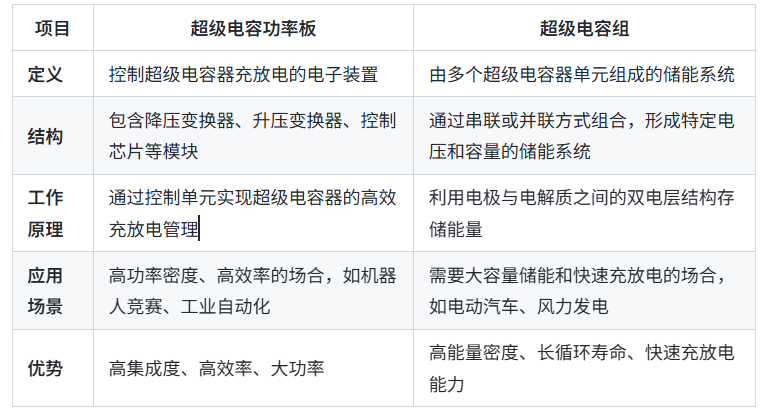 项目 超级电容功率板 超级电容组
定义 控制超级电容器充放电的电子装置 由多个超级电容器单元组成的储能系统
结构 包含降压变换器、升压变换器、控制
芯片等模块 通过串联或并联方式组合，形成特定电
压和容量的储能系统
工作
原理 通过控制单元实现超级电容器的高效
充放电管理 利用电极与电解质之间的双电层结构存
储能量
应用
场景 高功率密度、高效率的场合，如机器
人竞赛、工业自动化 需要大容量储能和快速充放电的场合，
如电动汽车、风力发电
优势 高集成度、高效率、大功率 高能量密度、长循环寿命、快速充放电
能力